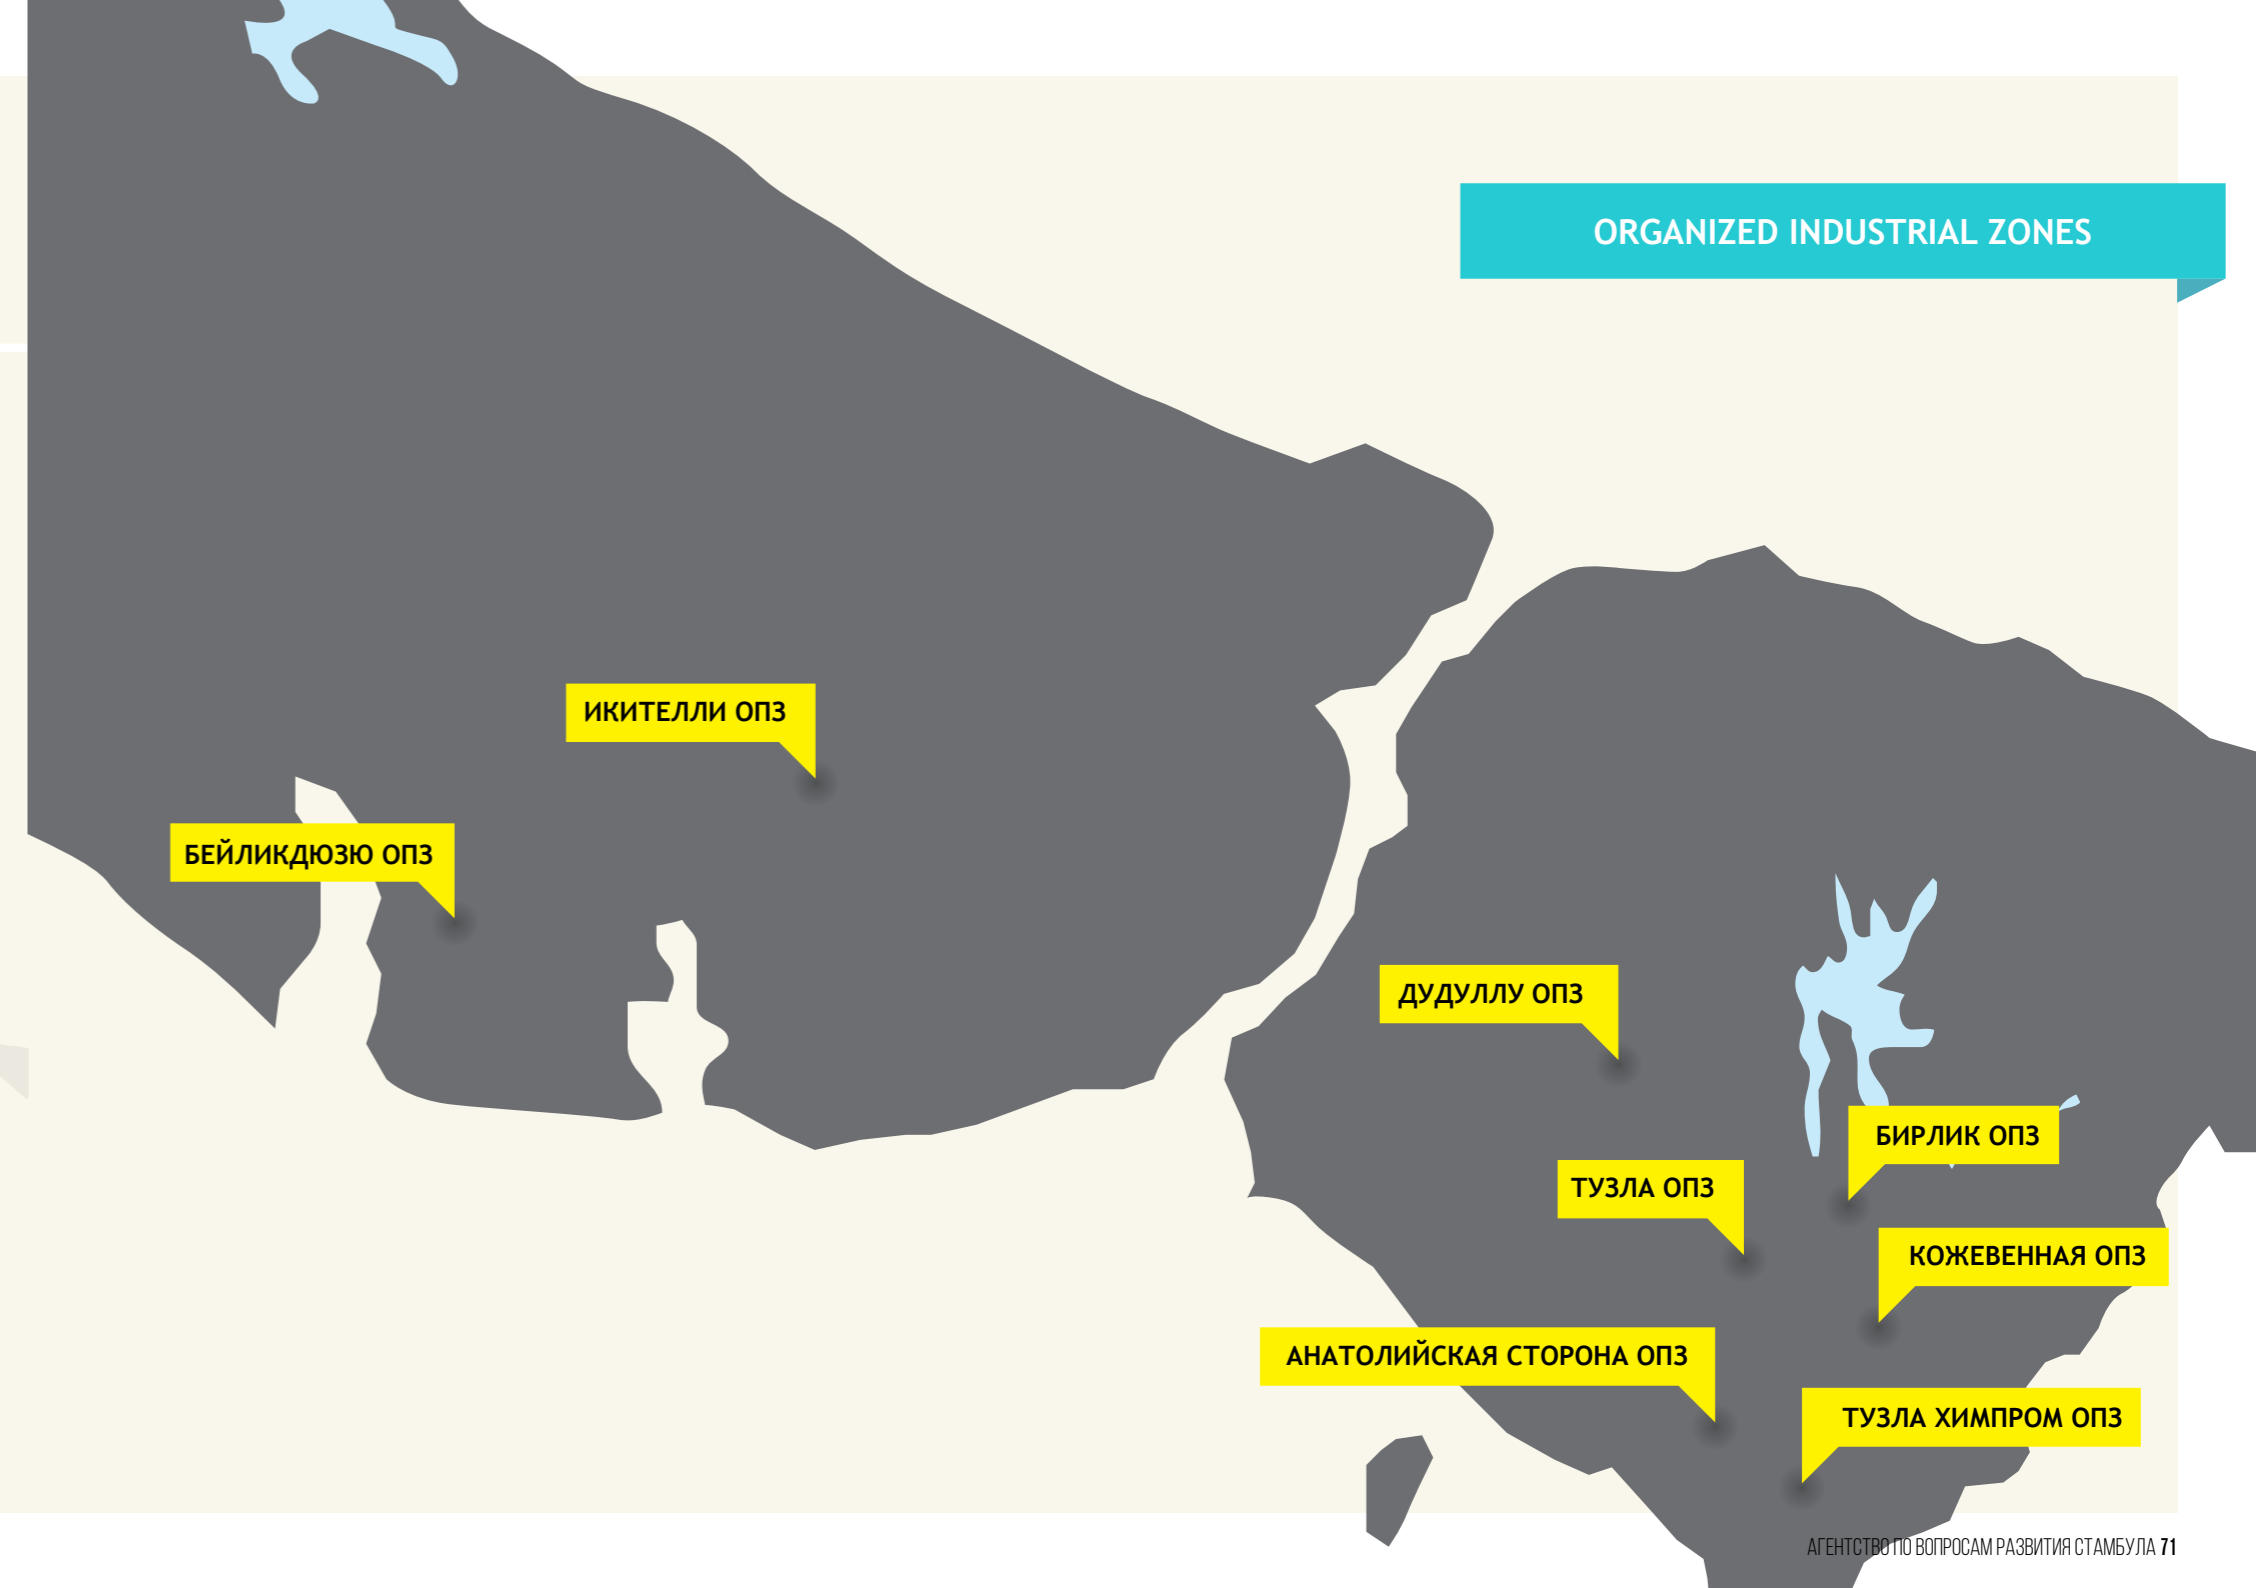 ORGANIZED INDUSTRIAL ZONES
ИКИТЕЛЛИ ОПЗ
БЕЙЛИКДЮЗЮ ОПЗ
ДУДУЛЛУ ОПЗ
БИРЛИК ОПЗ
ТУЗЛА ОПЗ
КОЖЕВЕННАЯ ОПЗ
АНАТОЛИЙСКАЯ СТОРОНА ОПЗ
ТУЗЛА ХИМПРОМ ОПЗ
АГЕНТСТВО ПО ВОПРОСАМ РАЗВИТИЯ СТАМБУЛА 71